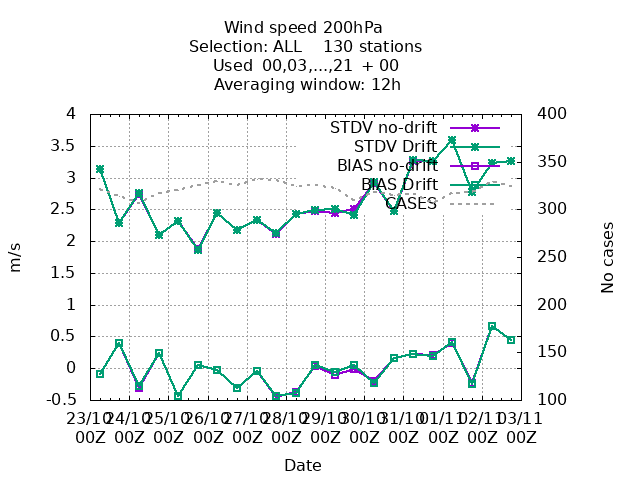 Wind speed 200hPa
Selection: ALL    130 stations
Used  00,03,...,21  + 00
Averaging window: 12h
STDV no-drift
STDV Drift
BIAS no-drift
BIAS Drift
CASES
4
3.5
3
2.5
2
1.5
1
0.5
0
-0.5
m/s
400
350
300
250
200
150
100
No cases
23/10 24/10 25/10 26/10 27/10 28/10 29/10 30/10 31/10 01/11 02/11 03/11
00Z 00Z 00Z 00Z 00Z 00Z 00Z 00Z 00Z 00Z 00Z 00Z
Date